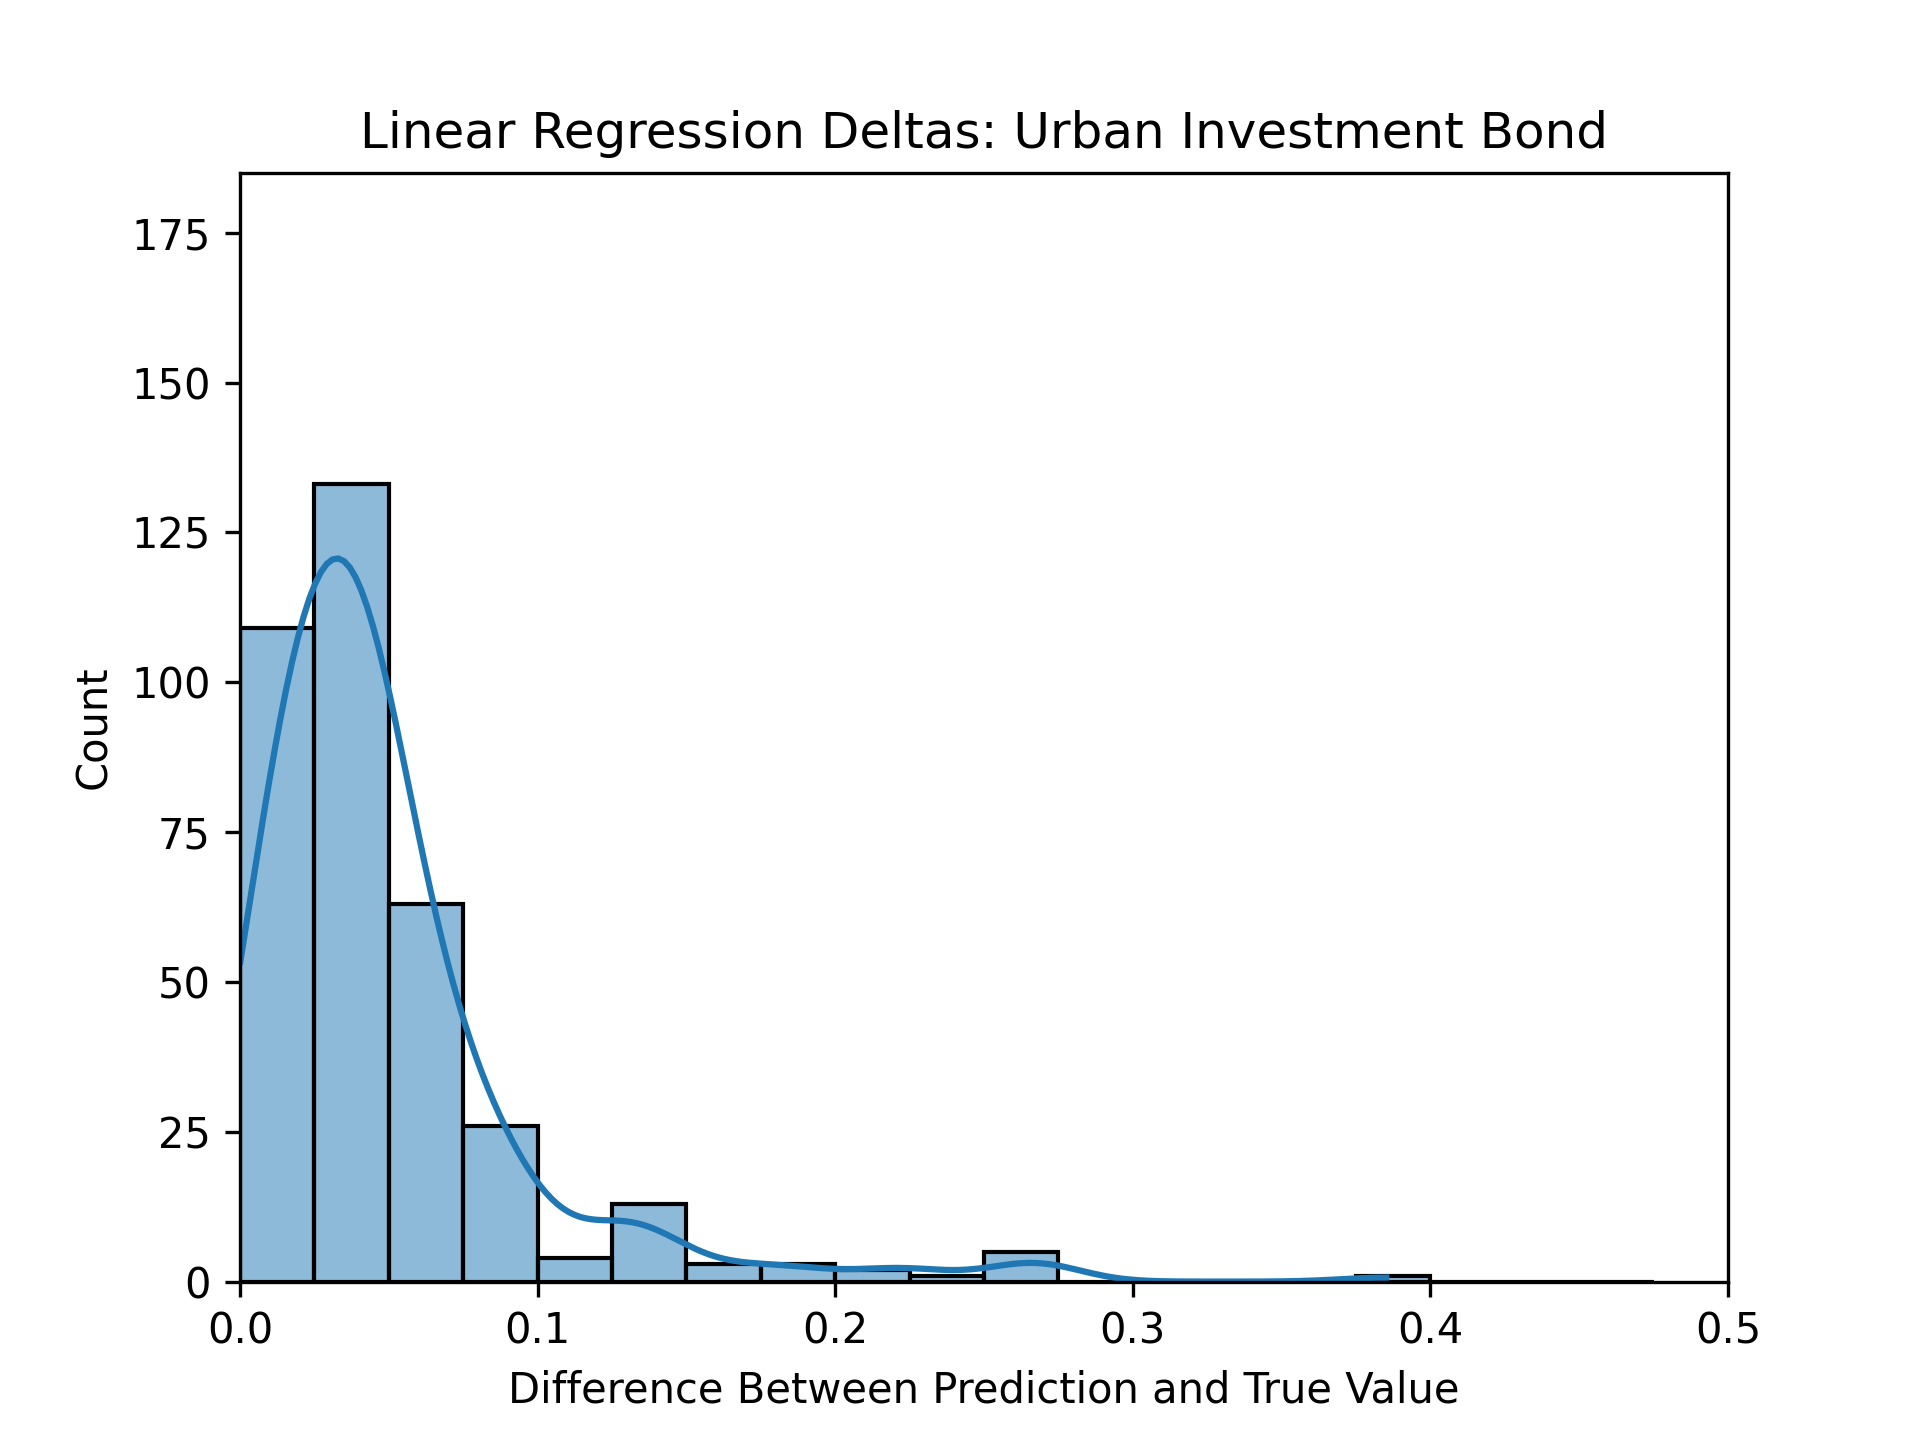 Linear Regression Deltas: Urban Investment Bond
175
150
125
100
75
50
25
0
Count
0.0 0.1 0.2 0.3 0.4 0.5
Difference Between Prediction and True Value